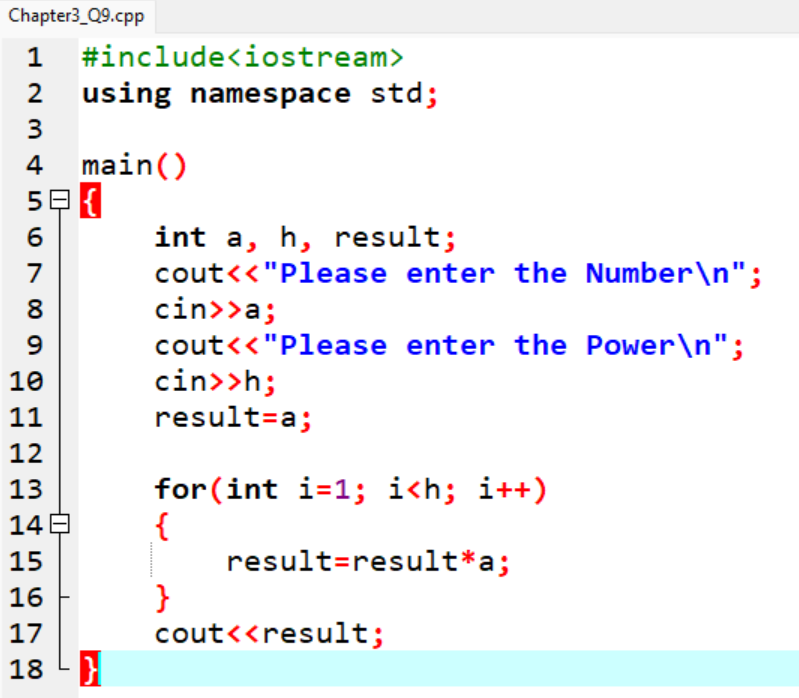 Chapter3_Q9.cpp
1 #include<iostream>
2 using namespace std;
3
4 main()
5 {
6 int a, h, result;
7 cout<<"Please enter the Number\n";
8 cin>>a;
9 cout<<"Please enter the Power\n";
10 cin>>h;
11 result=a;
12
13 for(int i=1; i<h; i++)
14 {
15 result=result*a;
16 }
17 cout<<result;
18 }